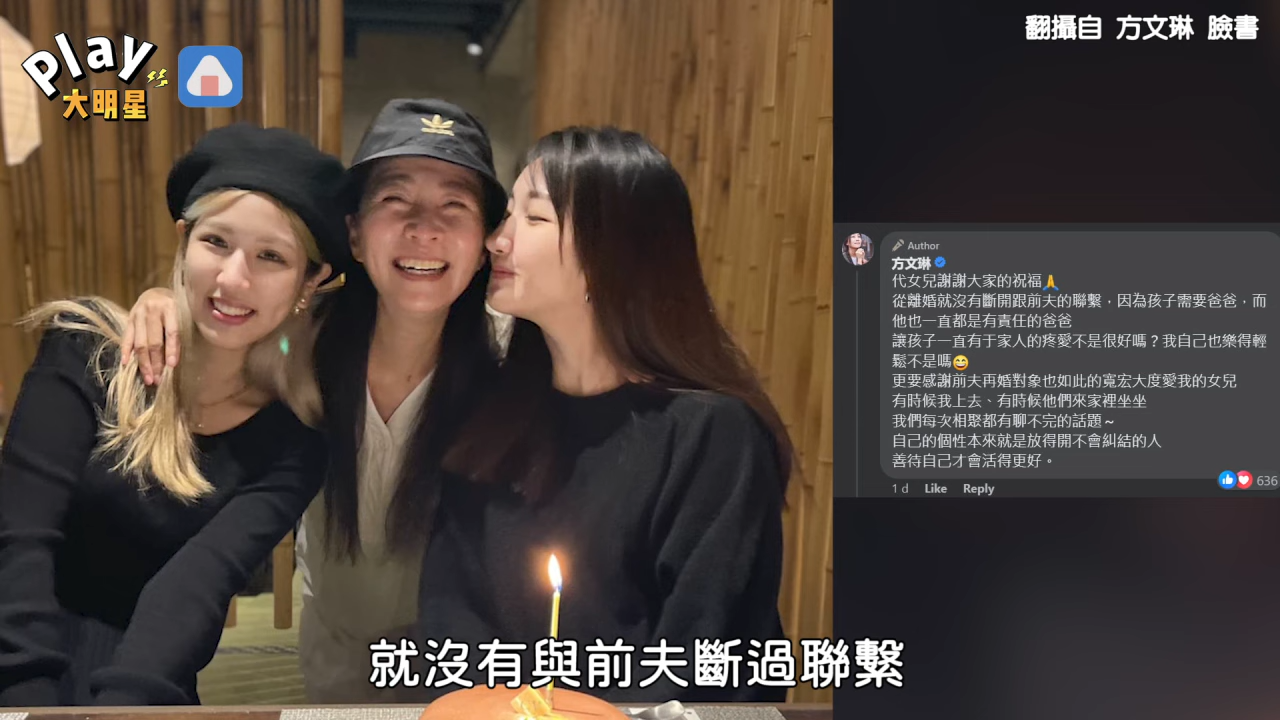 Play
大明星
翻攝自 方文琳 臉書
Author
方文琳
代女兒謝謝大家的祝福🙏
從離婚就沒有斷開跟前夫的聯繫，因為孩子需要爸爸，而
他也一直都是有責任的爸爸
讓孩子一直有于家人的疼愛不是很好嗎？我自己也樂得輕
鬆不是嗎😄
更要感謝前夫再婚對象也如此的寬宏大度愛我的女兒
有時候我上去、有時候他們來家裡坐坐
我們每次相聚都有聊不完的話題～
自己的個性本來就是放得開不會糾結的人
善待自己才會活得更好。
1 d Like Reply
636
就沒有與前夫斷過聯繫